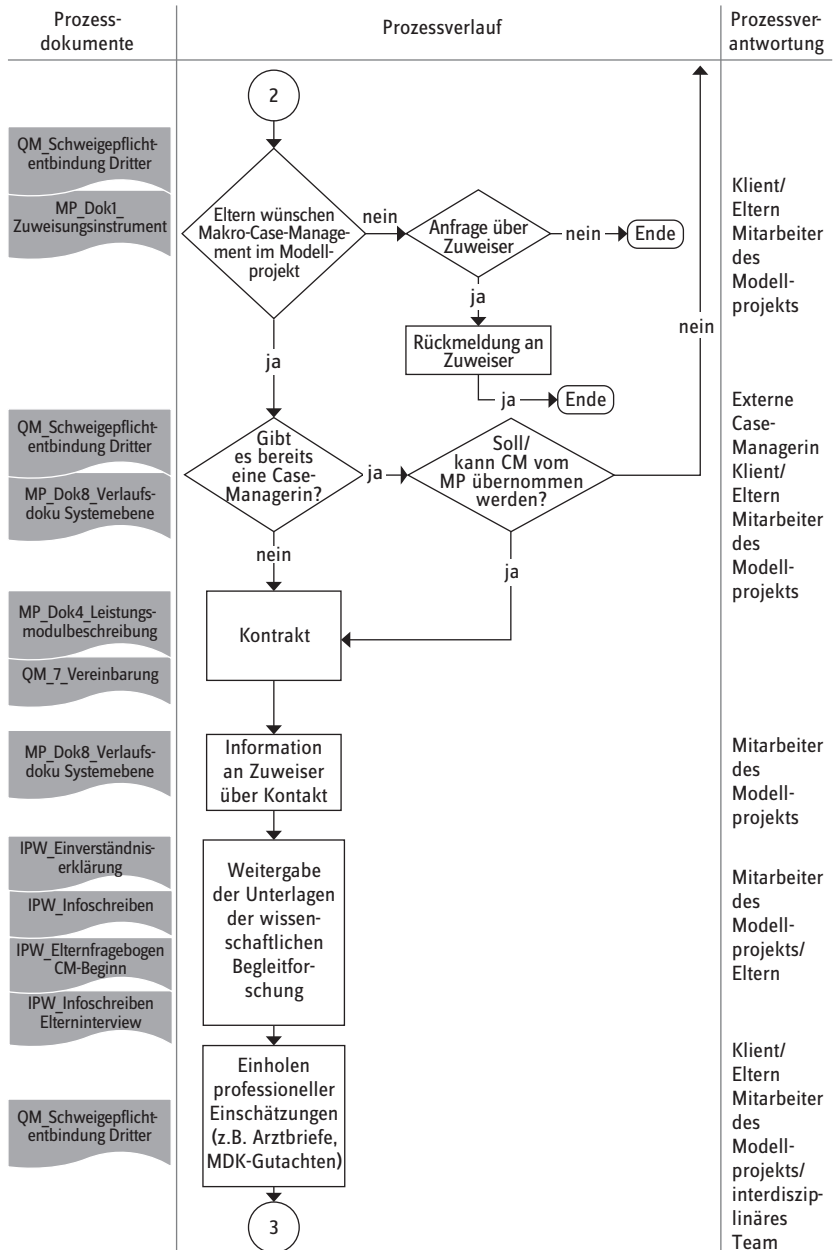 Prozess-
dokumente
Prozessverlauf
Prozessver-
antwortung
2
QM_Schweigepflicht-
entbindung Dritter
MP_Dok1_
Zuweisungsinstrument
Eltern wünschen
Makro-Case-Manage-
ment im Modell-
projekt
nein
Anfrage über
Zuweiser
nein
Ende
Klient/
Eltern
Mitarbeiter
des
Modell-
projekts
ja
Rückmeldung an
Zuweiser
nein
ja
ja
Ende
QM_Schweigepflicht-
entbindung Dritter
MP_Dok8_Verlaufs-
doku Systemebene
Gibt
es bereits
eine Case-
Managerin?
ja
Soll/
kann CM vom
MP übernommen
werden?
Externe
Case-
Managerin
Klient/
Eltern
Mitarbeiter
des
Modell-
projekts
nein
ja
MP_Dok4_Leistungs-
modulbeschreibung
QM_7_Vereinbarung
Kontrakt
MP_Dok8_Verlaufs-
doku Systemebene
Information
an Zuweiser
über Kontakt
Mitarbeiter
des
Modell-
projekts
IPW_Einverständnis-
erklärung
IPW_Infoschreiben
IPW_Elternfragebogen
CM-Beginn
IPW_Infoschreiben
Elterninterview
Weitergabe
der Unterlagen
der wissen-
schaftlichen
Begleitfor-
schung
Mitarbeiter
des
Modell-
projekts/
Eltern
QM_Schweigepflicht-
entbindung Dritter
Einholen
professioneller
Einschätzungen
(z.B. Arztbriefe,
MDK-Gutachten)
Klient/
Eltern
Mitarbeiter
des
Modell-
projekts/
interdiszip-
linäres
Team
3